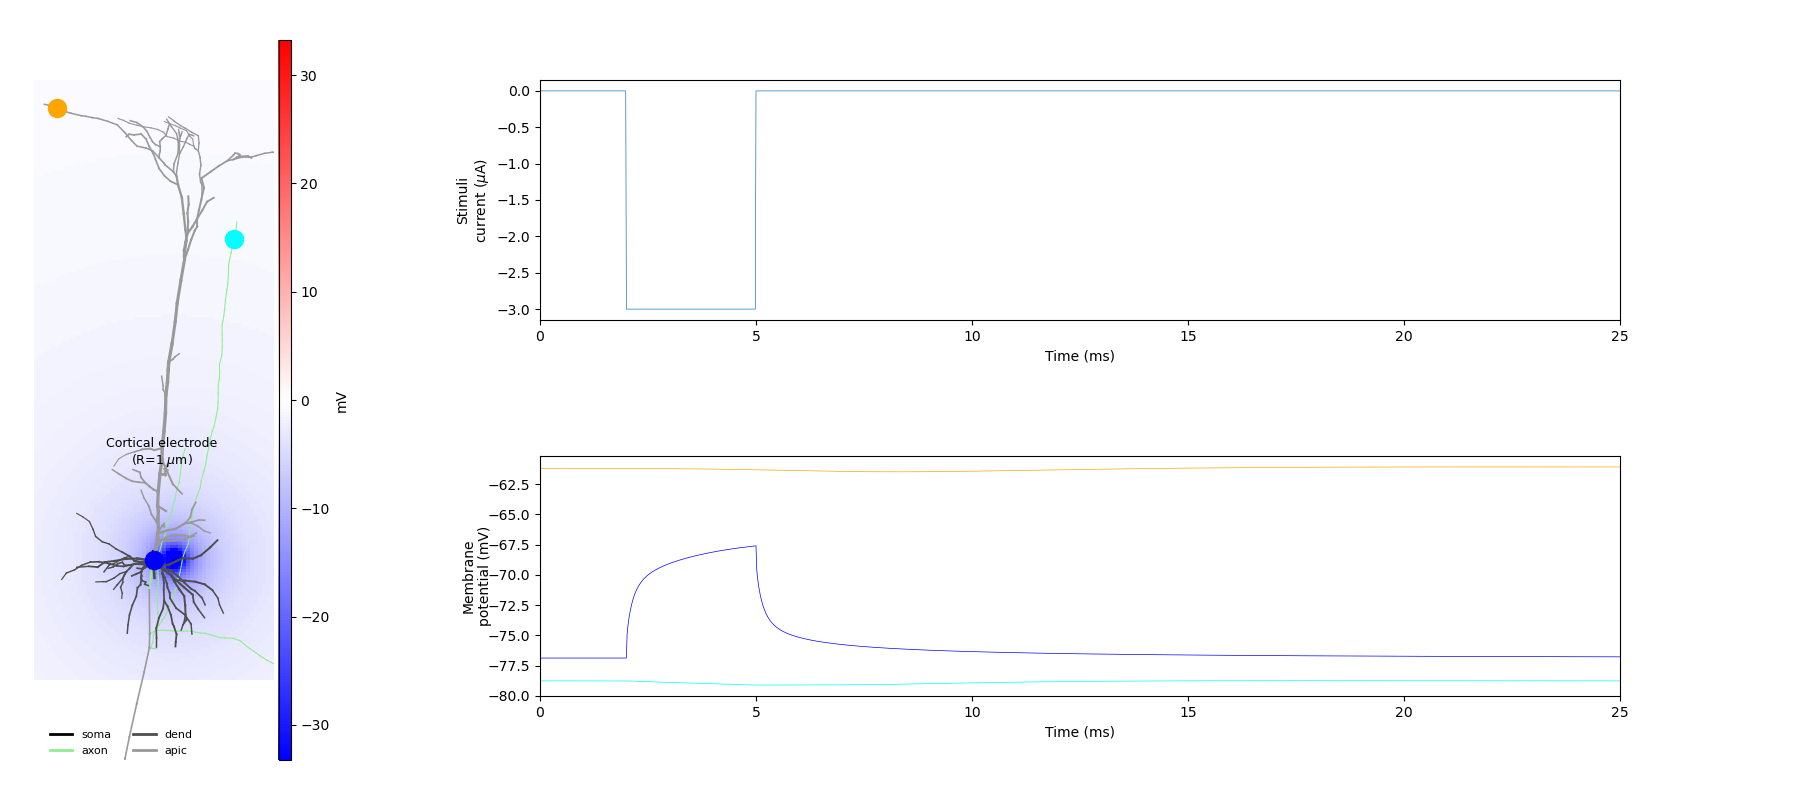 Cortical electrode
(R=1 μm)
soma
dend
axon
apic
30
20
10
0
−10
−20
−30
mV
0.0
−0.5
−1.0
−1.5
−2.0
−2.5
−3.0
Stimuli
current (μA)
0 5 10 15 20 25
Time (ms)
−62.5
−65.0
−67.5
−70.0
−72.5
−75.0
−77.5
−80.0
Membrane
potential (mV)
0 5 10 15 20 25
Time (ms)